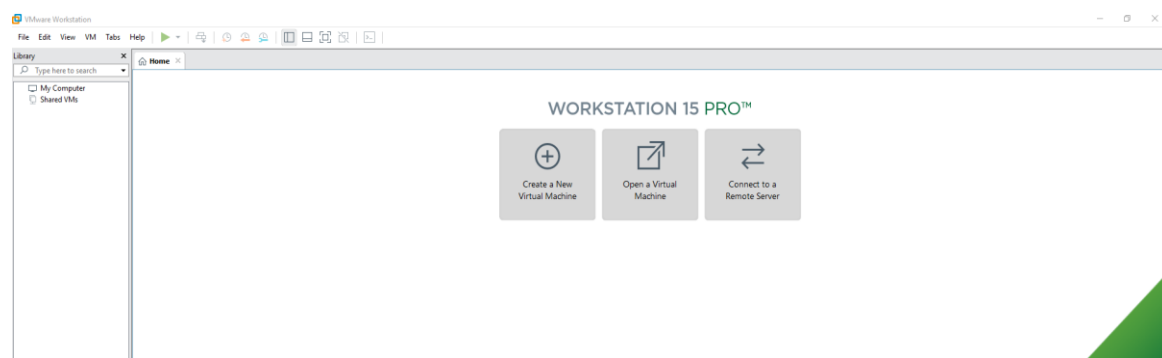 VMware Workstation
File Edit View VM Tabs Help
Library
Home
Type here to search
My Computer
Shared VMs
WORKSTATION 15 PRO™
Create a New
Virtual Machine
Open a Virtual
Machine
Connect to a
Remote Server